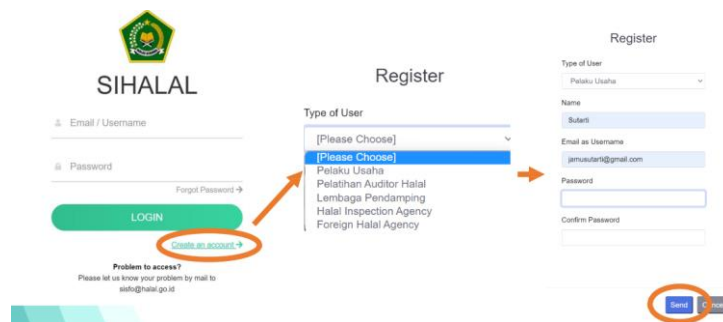 SIHALAL
Email / Username
Password
Forgot Password →
LOGIN
Create an account →
Problem to access?
Please let us know your problem by mail to
sisfo@halal.go.id
Register
Type of User
[Please Choose]
[Please Choose]
Pelaku Usaha
Pelatihan Auditor Halal
Lembaga Pendamping
Halal Inspection Agency
Foreign Halal Agency
Register
Type of User
Pelaku Usaha
Name
Sutarti
Email as Username
jamusutarti@gmail.com
Password
Confirm Password
Send